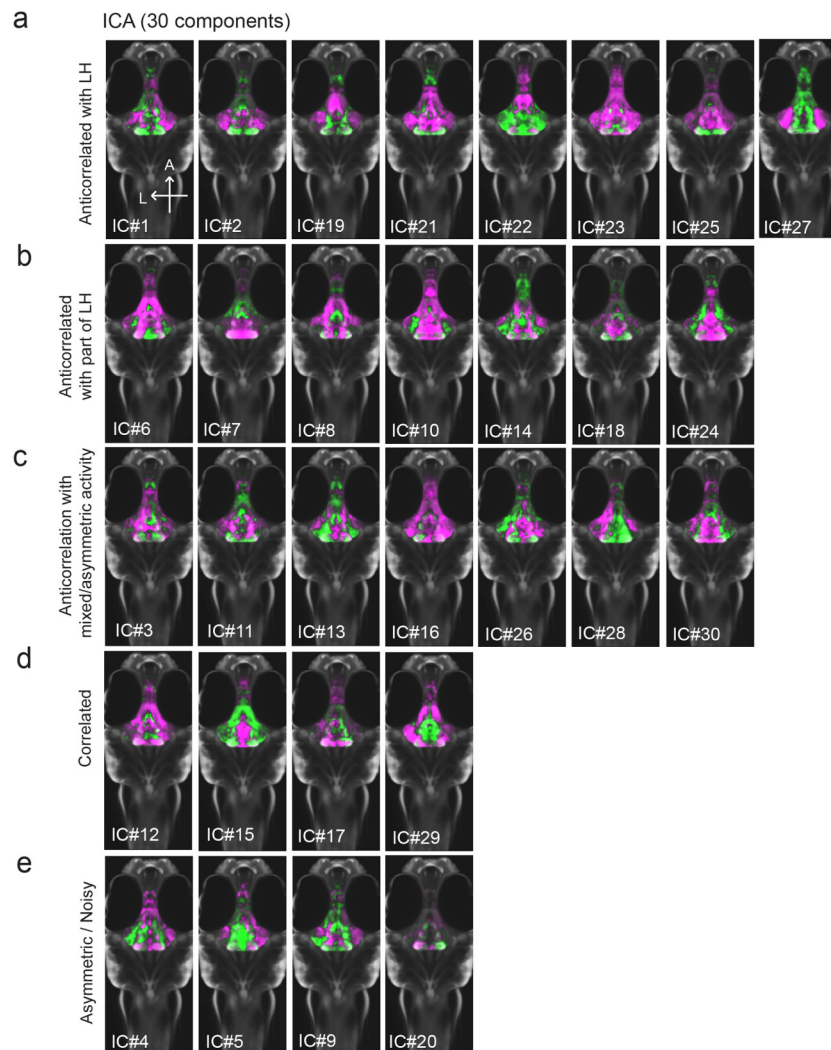 a
ICA (30 components)
Anticorrelated with LH
A
L
IC#1
IC#2
IC#19
IC#21
IC#22
IC#23
IC#25
IC#27
b
Anticorrelated
with part of LH
IC#6
IC#7
IC#8
IC#10
IC#14
IC#18
IC#24
c
Anticorrelation with
mixed/asymmetric activity
IC#3
IC#11
IC#13
IC#16
IC#26
IC#28
IC#30
d
Correlated
IC#12
IC#15
IC#17
IC#29
e
Asymmetric / Noisy
IC#4
IC#5
IC#9
IC#20